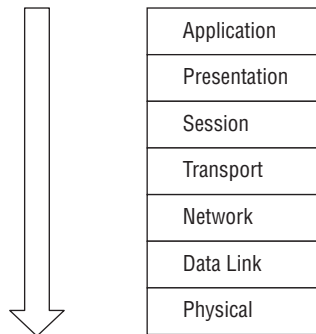 Application
Presentation
Session
Transport
Network
Data Link
Physical